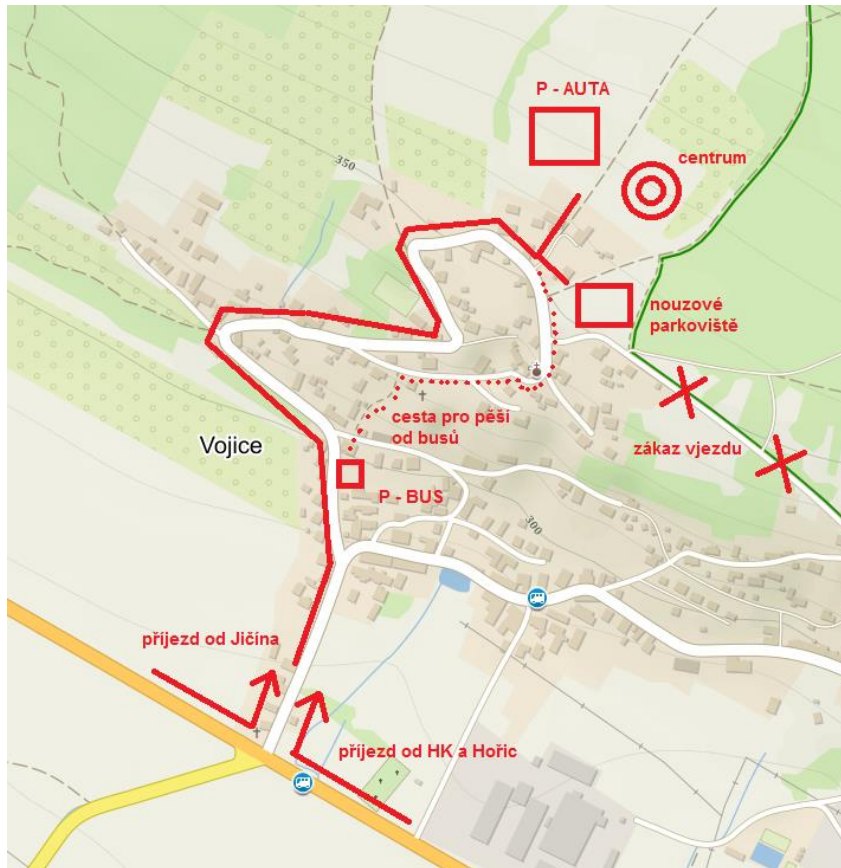 P - AUTA
centrum
350
nouzové
parkoviště
cesta pro pěší
od busů
zákaz vjezdu
Vojice
P - BUS
300
příjezd od Jičína
příjezd od HK a Hořic